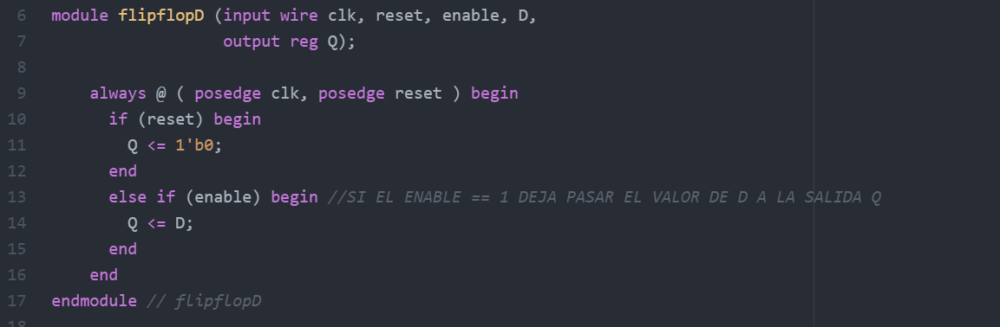 6 module flipflopD (input wire clk, reset, enable, D,
7 output reg Q);
8
9 always @ ( posedge clk, posedge reset ) begin
10 if (reset) begin
11 Q <= 1'b0;
12 end
13 else if (enable) begin //SI EL ENABLE == 1 DEJA PASAR EL VALOR DE D A LA SALIDA Q
14 Q <= D;
15 end
16 end
17 endmodule // flipflopD
18